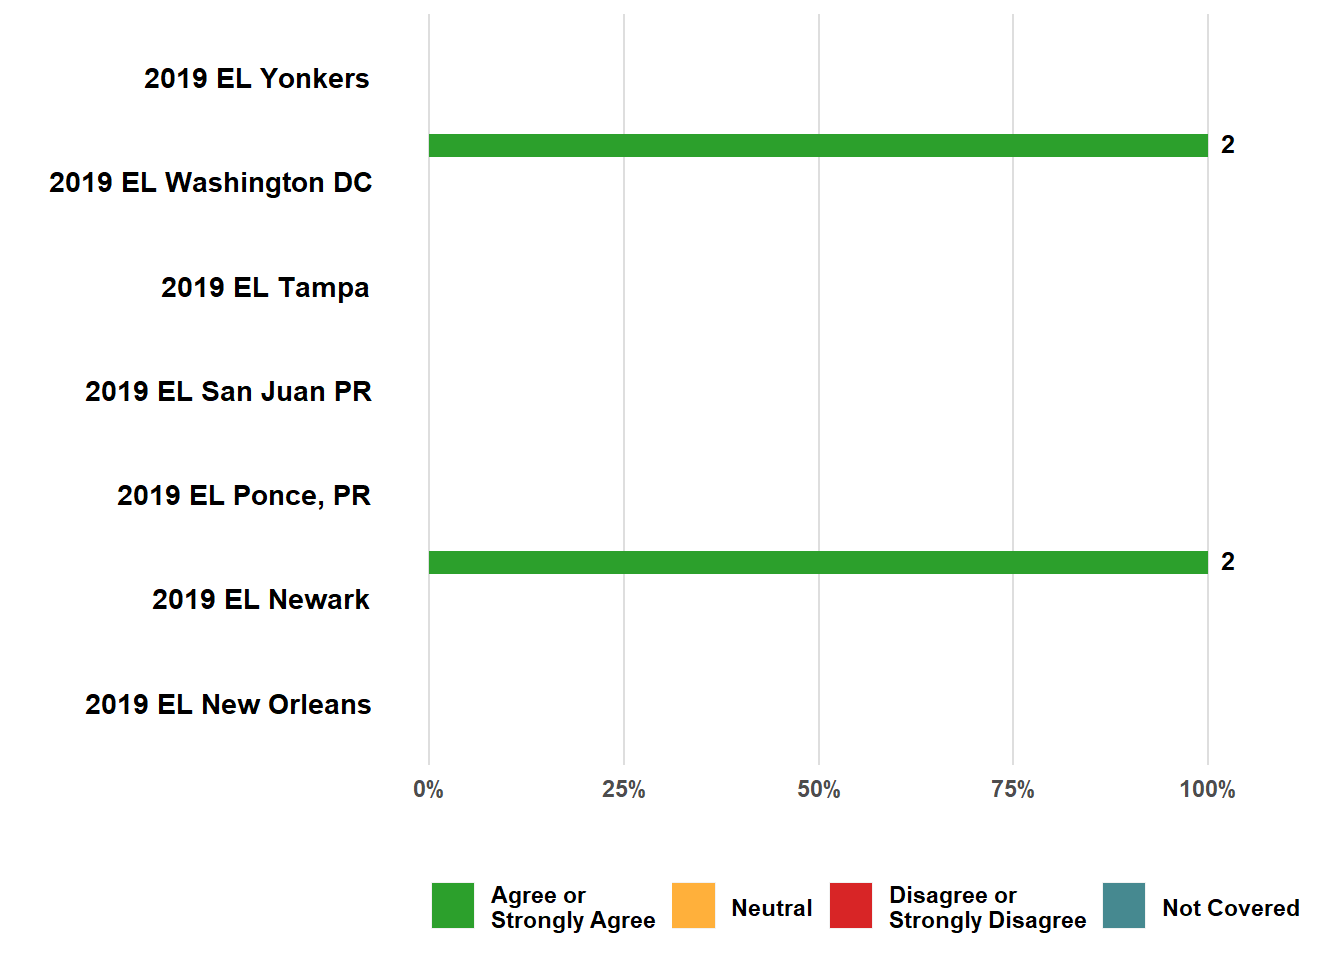 2019 EL Yonkers
2
2019 EL Washington DC
2019 EL Tampa
2019 EL San Juan PR
2019 EL Ponce, PR
2
2019 EL Newark
2019 EL New Orleans
0% 25% 50% 75% 100%
Agree or
Strongly Agree
Neutral
Disagree or
Strongly Disagree
Not Covered